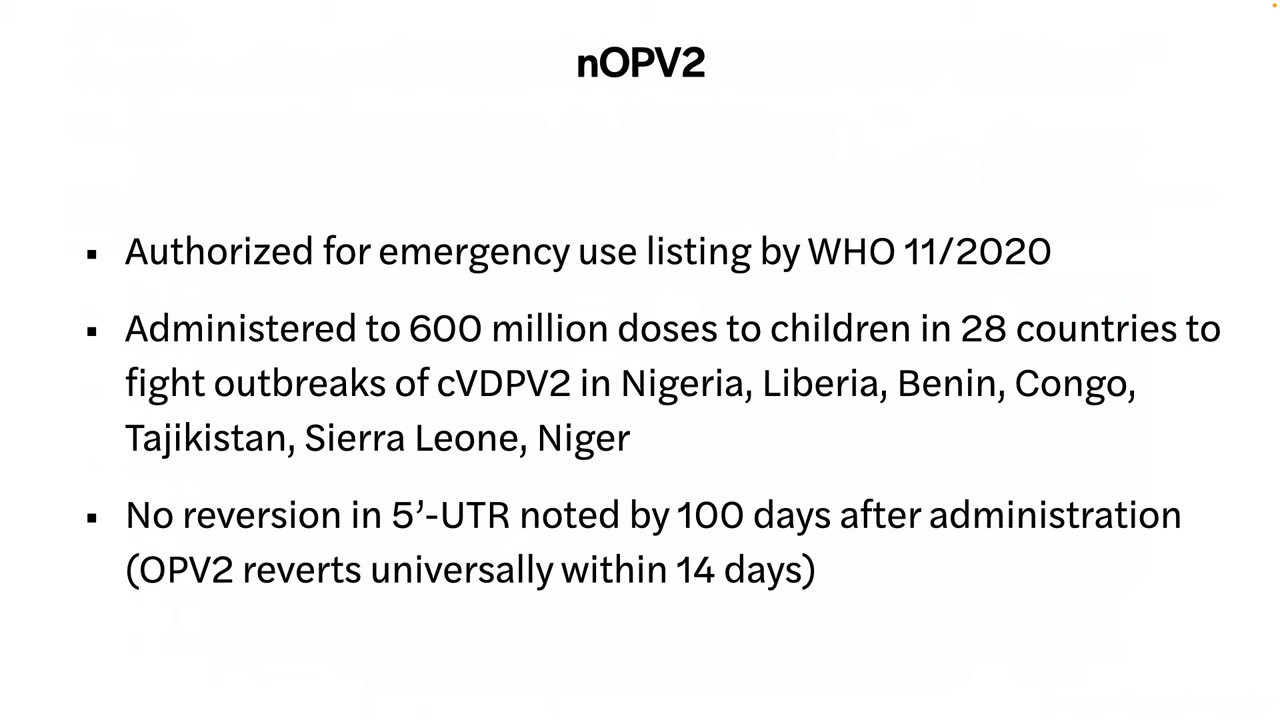 nOPV2
▪ Authorized for emergency use listing by WHO 11/2020
▪ Administered to 600 million doses to children in 28 countries to
fight outbreaks of cVDPV2 in Nigeria, Liberia, Benin, Congo,
Tajikistan, Sierra Leone, Niger
▪ No reversion in 5’-UTR noted by 100 days after administration
(OPV2 reverts universally within 14 days)